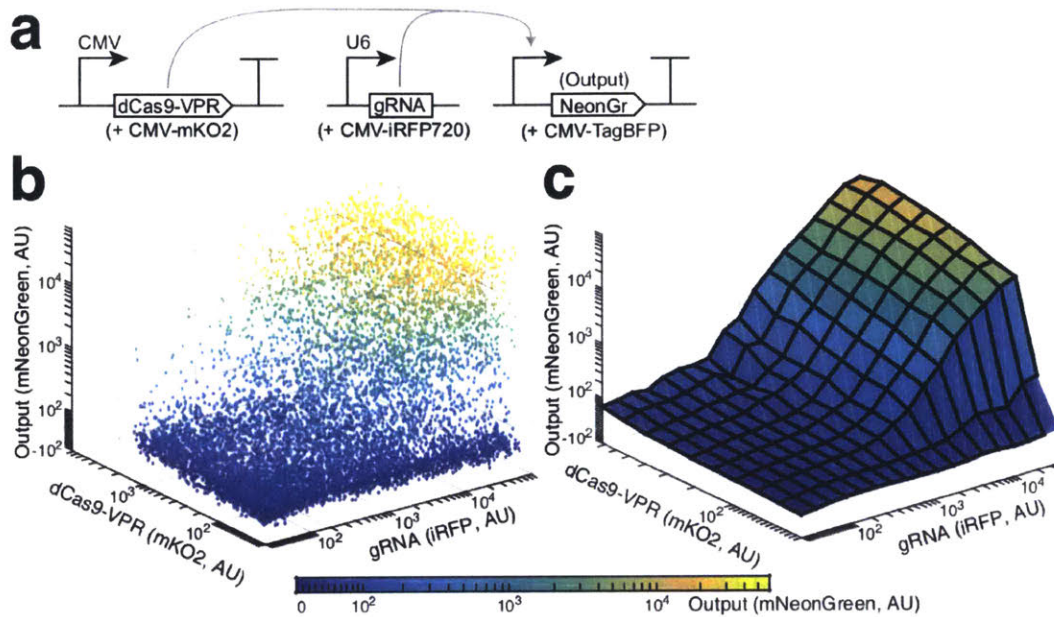 a
CMV
dCas9-VPR
(+ CMV-mKO2)
U6
gRNA
(+ CMV-iRFP720)
(Output)
NeonGr
(+ CMV-TagBFP)
b
Output (mNeonGreen, AU)
10⁴
10³
10²
-10²
dCas9-VPR (mKO2, AU)
10³
10²
gRNA (iRFP, AU)
10²
10³
10⁴
c
Output (mNeonGreen, AU)
10⁴
10³
10²
-10²
dCas9-VPR (mKO2, AU)
10²
gRNA (iRFP, AU)
10²
10³
10⁴
0
10²
10³
10⁴
Output (mNeonGreen, AU)